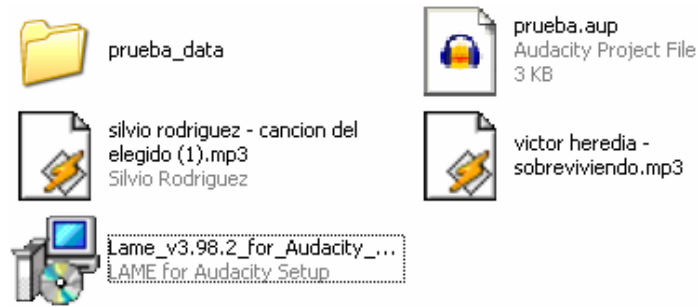 prueba_data
prueba.aup
Audacity Project File
3 KB
silvio rodriguez - cancion del
elegido (1).mp3
Silvio Rodriguez
victor heredia -
sobreviviendo.mp3
Lame_v3.98.2_for_Audacity_...
LAME for Audacity Setup